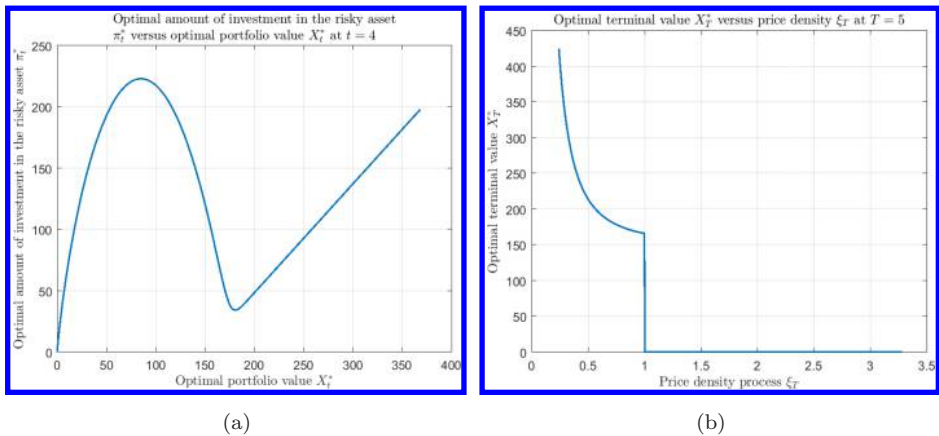 Optimal amount of investment in the risky asset
π*t versus optimal portfolio value X*t at t = 4
250
200
150
100
50
0
0 50 100 150 200 250 300 350 400
Optimal amount of investment in the risky asset π*t
Optimal portfolio value X*t
(a)
Optimal terminal value X*T versus price density ξT at T = 5
450
400
350
300
250
200
150
100
50
0
0 0.5 1 1.5 2 2.5 3 3.5
Optimal terminal value X*T
Price density process ξT
(b)